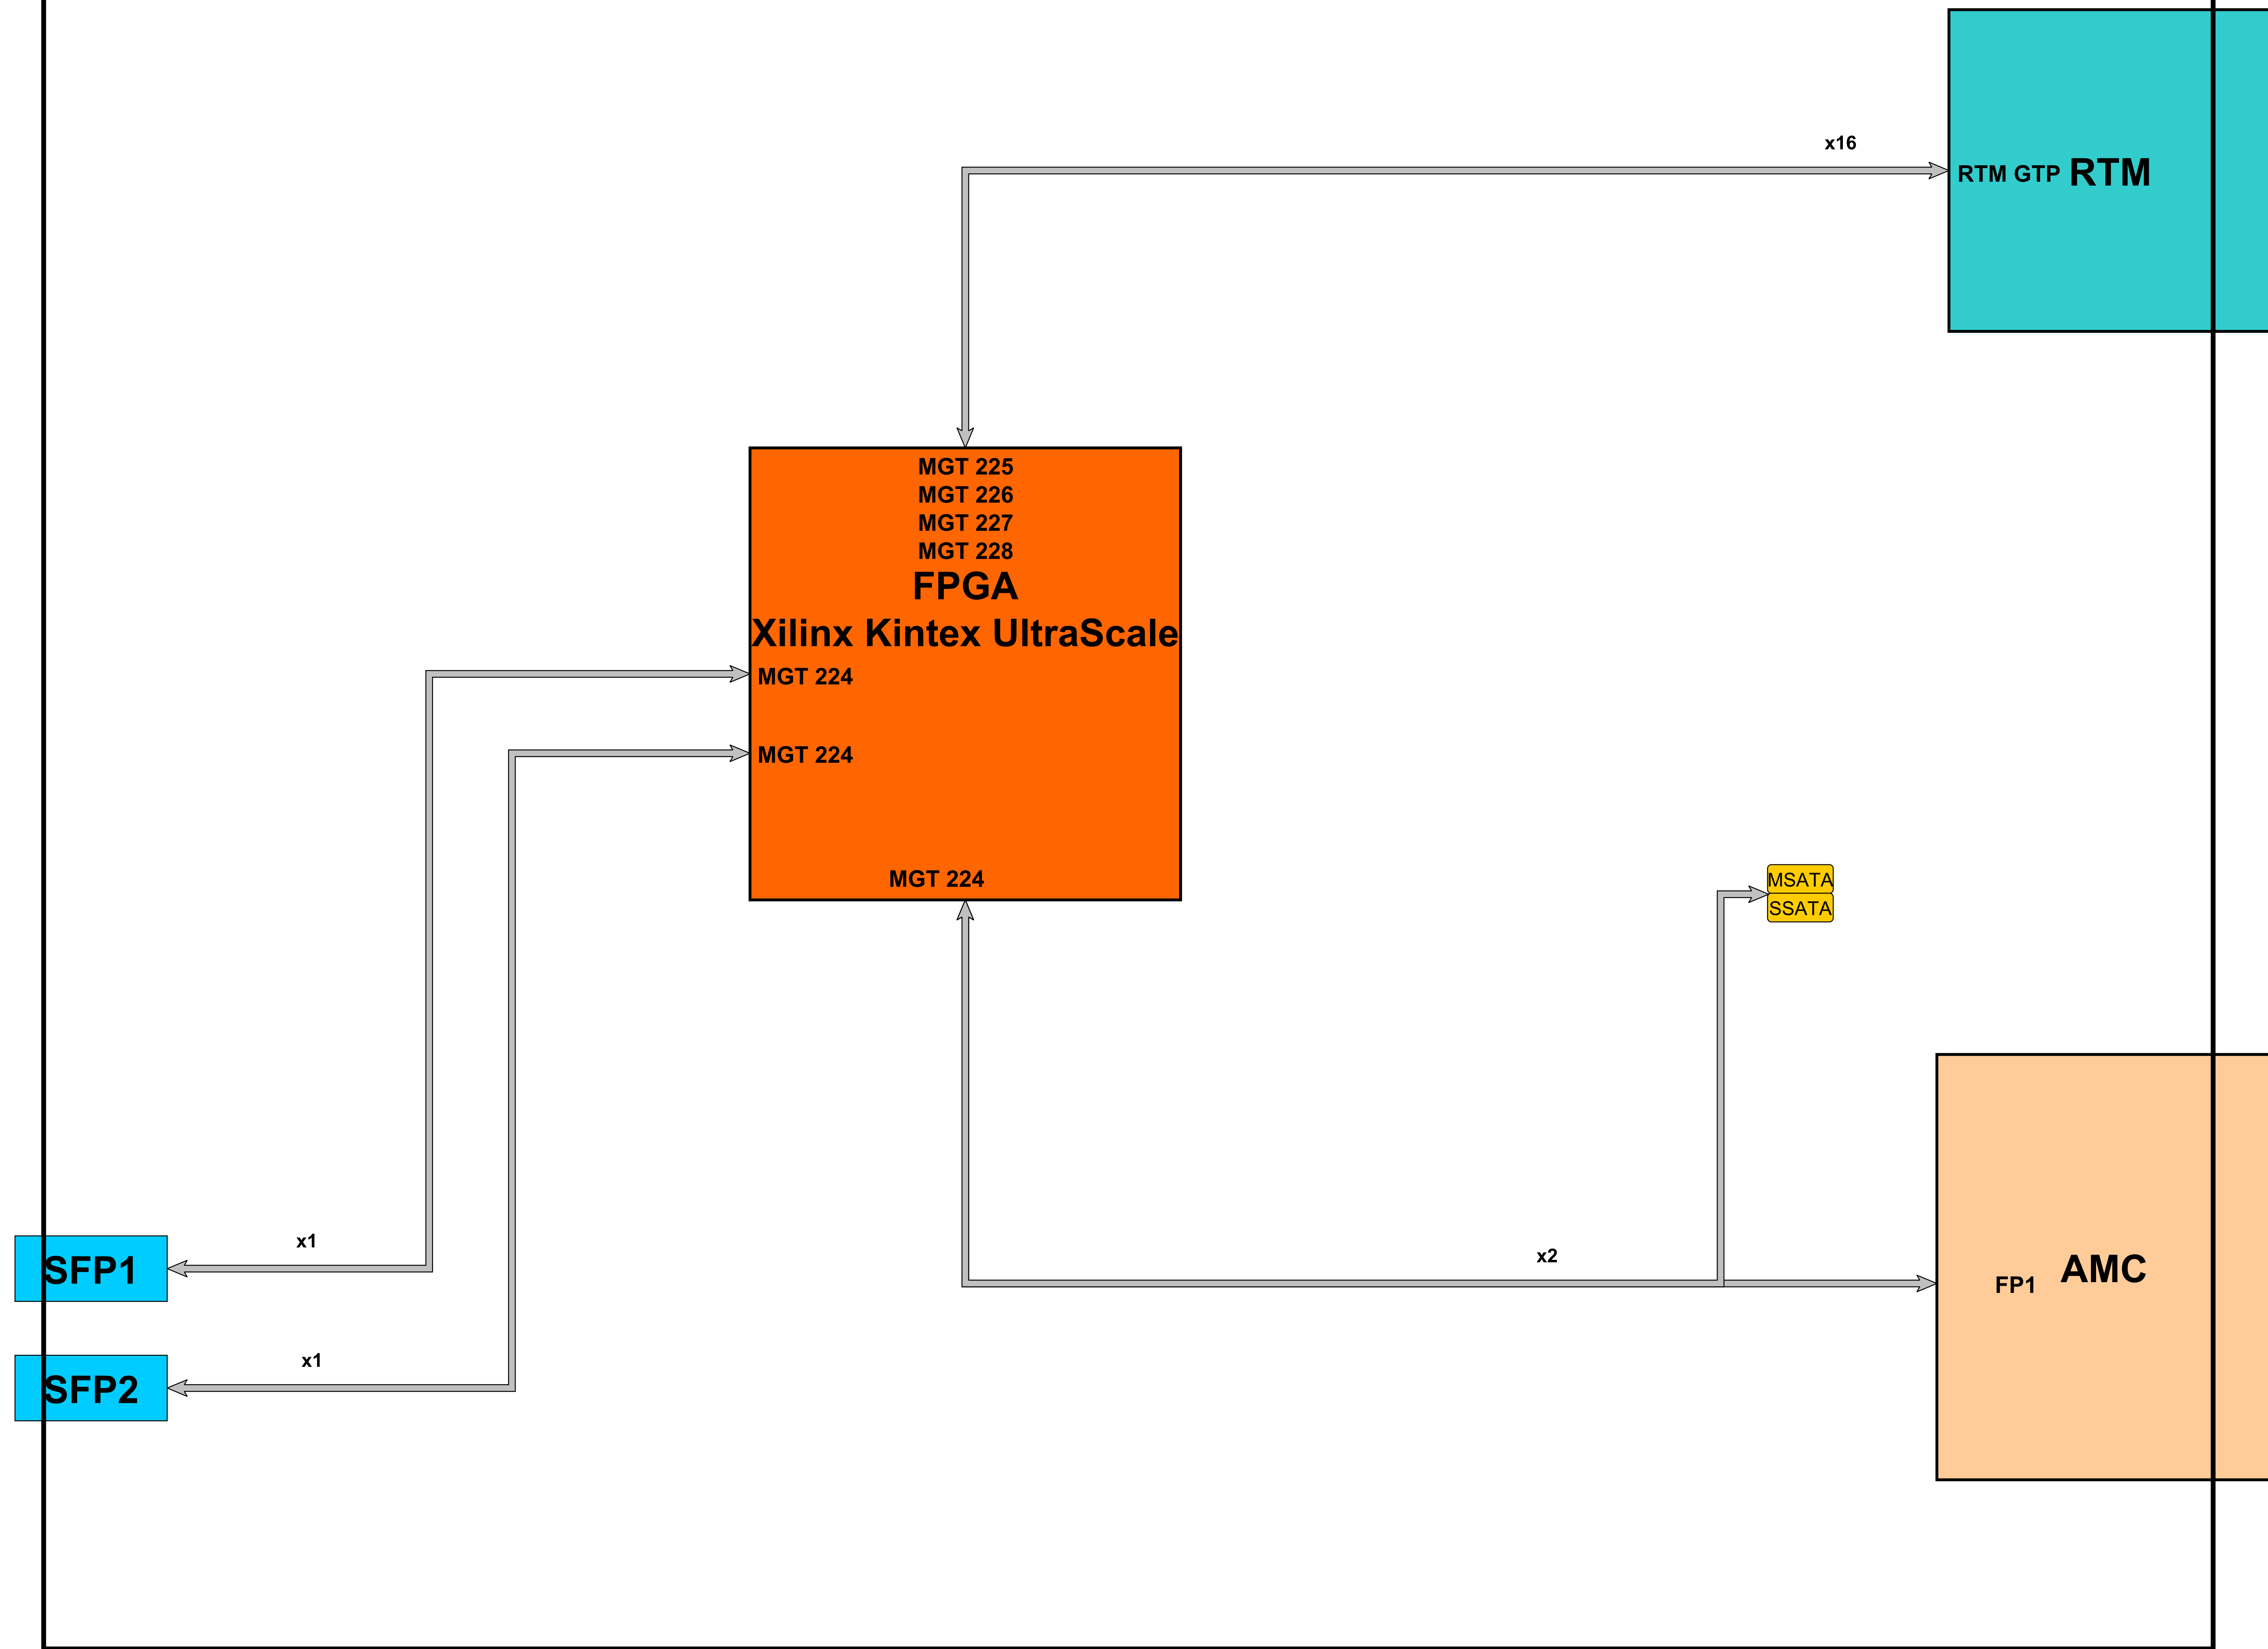 x16
RTM GTP RTM
MGT 225
MGT 226
MGT 227
MGT 228
FPGA
Xilinx Kintex UltraScale
MGT 224
MGT 224
MGT 224
MSATA
SSATA
x1
SFP1
x2
FP1 AMC
x1
SFP2